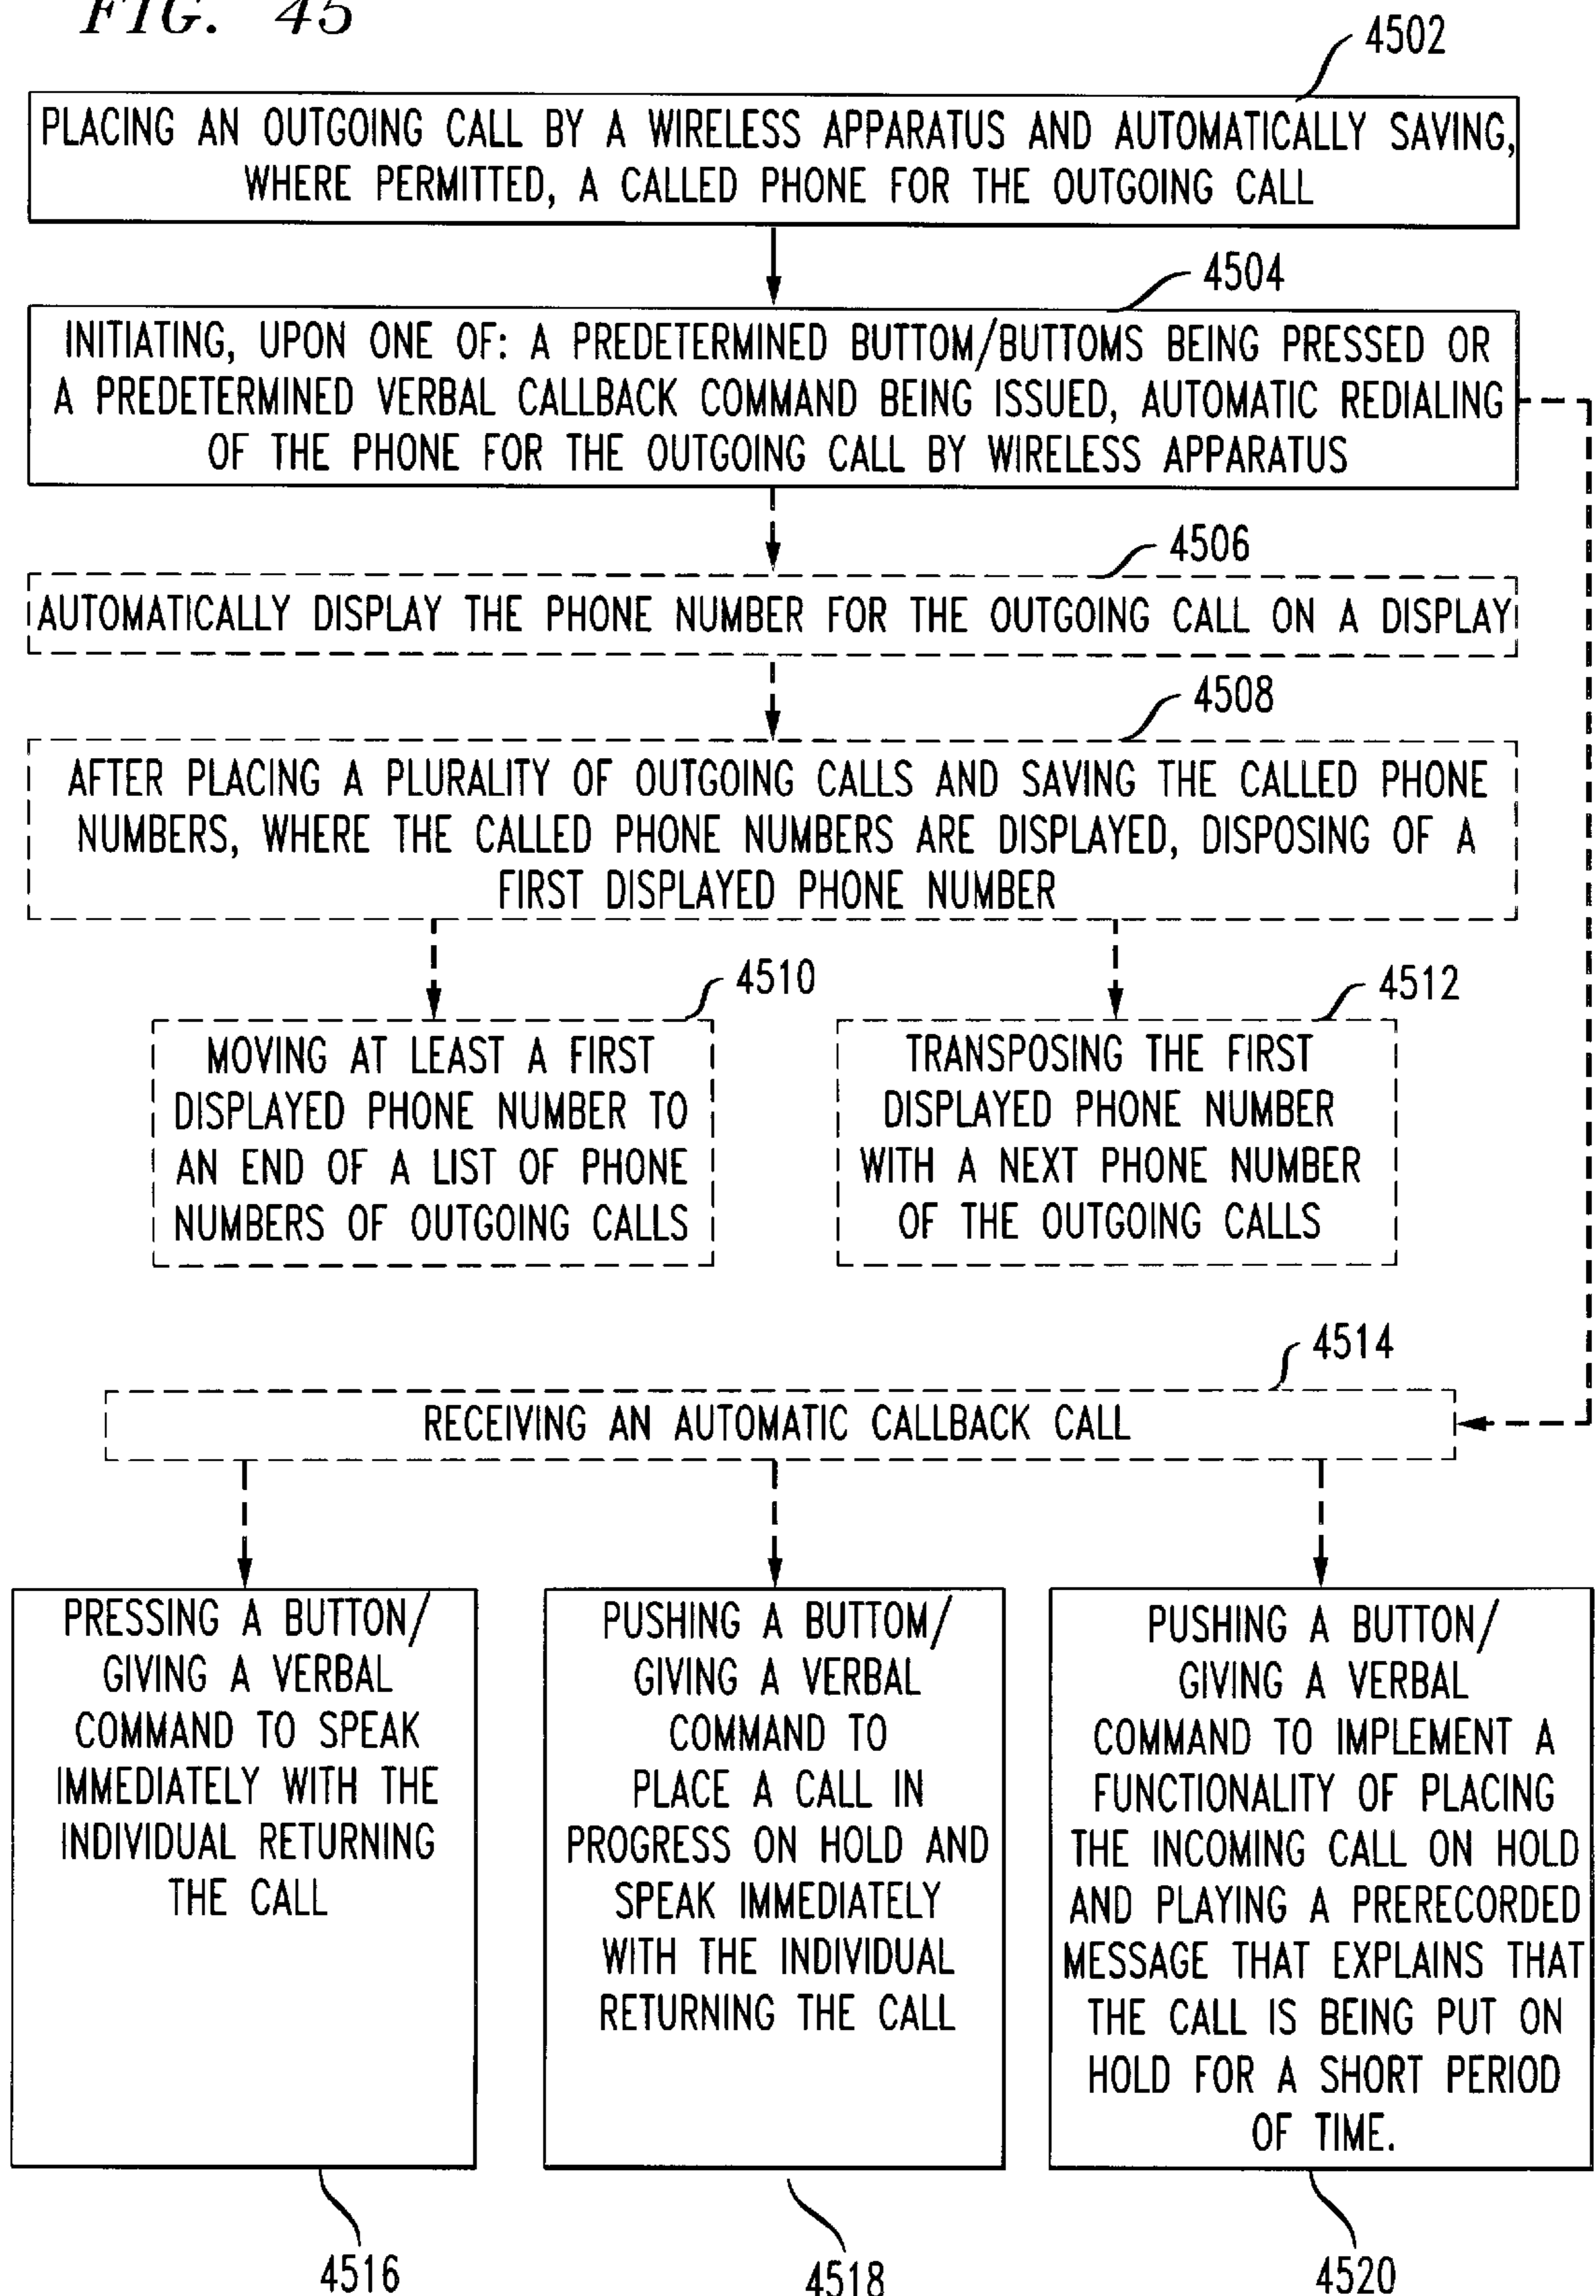 FIG. 45
4502
PLACING AN OUTGOING CALL BY A WIRELESS APPARATUS AND AUTOMATICALLY SAVING,
WHERE PERMITTED, A CALLED PHONE FOR THE OUTGOING CALL
4504
INITIATING, UPON ONE OF: A PREDETERMINED BUTTOM/BUTTOMS BEING PRESSED OR
A PREDETERMINED VERBAL CALLBACK COMMAND BEING ISSUED, AUTOMATIC REDIALING
OF THE PHONE FOR THE OUTGOING CALL BY WIRELESS APPARATUS
4506
AUTOMATICALLY DISPLAY THE PHONE NUMBER FOR THE OUTGOING CALL ON A DISPLAY
4508
AFTER PLACING A PLURALITY OF OUTGOING CALLS AND SAVING THE CALLED PHONE
NUMBERS, WHERE THE CALLED PHONE NUMBERS ARE DISPLAYED, DISPOSING OF A
FIRST DISPLAYED PHONE NUMBER
4510
MOVING AT LEAST A FIRST
DISPLAYED PHONE NUMBER TO
AN END OF A LIST OF PHONE
NUMBERS OF OUTGOING CALLS
4512
TRANSPOSING THE FIRST
DISPLAYED PHONE NUMBER
WITH A NEXT PHONE NUMBER
OF THE OUTGOING CALLS
4514
RECEIVING AN AUTOMATIC CALLBACK CALL
PRESSING A BUTTON/
GIVING A VERBAL
COMMAND TO SPEAK
IMMEDIATELY WITH THE
INDIVIDUAL RETURNING
THE CALL
4516
PUSHING A BUTTOM/
GIVING A VERBAL
COMMAND TO
PLACE A CALL IN
PROGRESS ON HOLD AND
SPEAK IMMEDIATELY
WITH THE INDIVIDUAL
RETURNING THE CALL
4518
PUSHING A BUTTON/
GIVING A VERBAL
COMMAND TO IMPLEMENT A
FUNCTIONALITY OF PLACING
THE INCOMING CALL ON HOLD
AND PLAYING A PRERECORDED
MESSAGE THAT EXPLAINS THAT
THE CALL IS BEING PUT ON
HOLD FOR A SHORT PERIOD
OF TIME.
4520